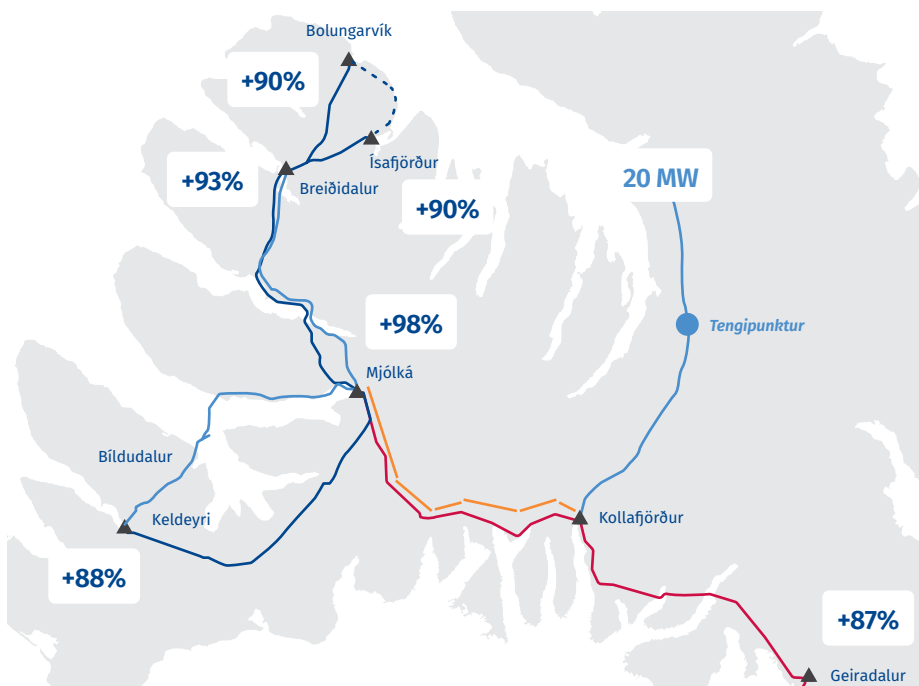 Bolungarvík
+90%
Ísafjörður
+93%
Breiðidalur
+90%
20 MW
+98%
Tengipunktur
Mjólká
Bíldudalur
Keldeyri
Kollafjörður
+88%
+87%
Geiradalur